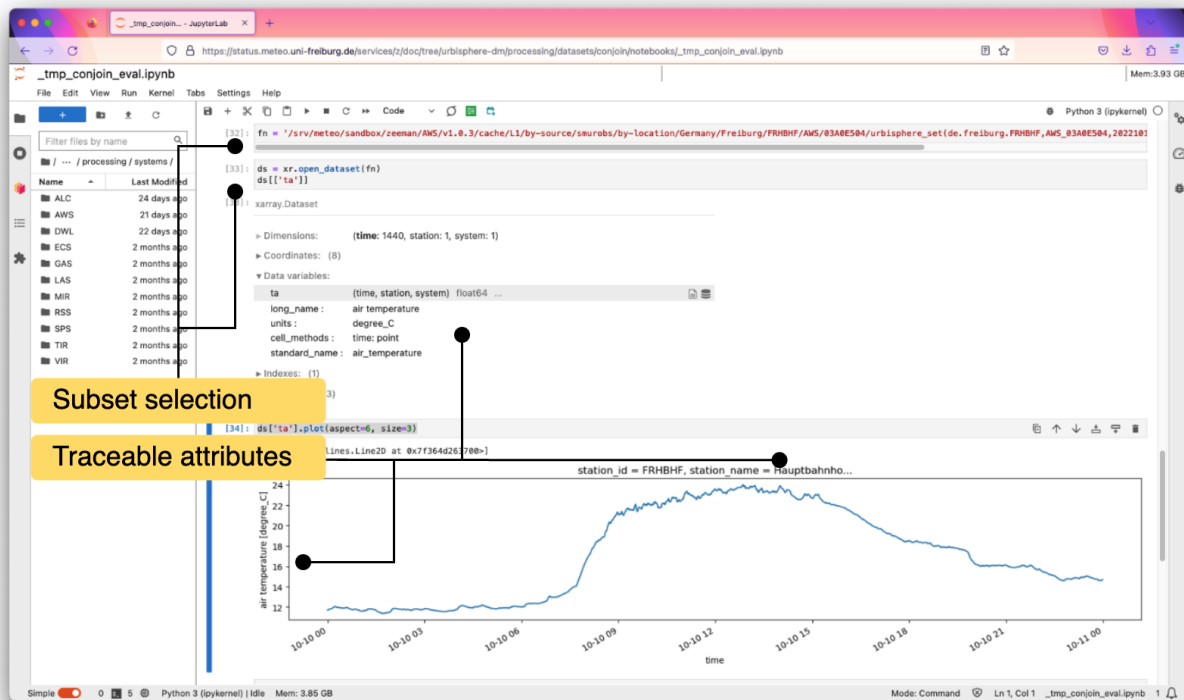 _tmp_conjoin... - JupyterLab
https://status.meteo.uni-freiburg.de/services/z/doc/tree/urbisphere-dm/processing/datasets/conjoin/notebooks/_tmp_conjoin_eval.ipynb
_tmp_conjoin_eval.ipynb
Mem:3.93 GB
File Edit View Run Kernel Tabs Settings Help
Code
Python 3 (ipykernel)
Filter files by name
/ ... / processing / systems /
Name Last Modified
ALC 24 days ago
AWS 21 days ago
DWL 22 days ago
ECS 2 months ago
GAS 2 months ago
LAS 2 months ago
MIR 2 months ago
RSS 2 months ago
SPS 2 months ago
TIR 2 months ago
VIR 2 months ago
[32]: fn = '/srv/meteo/sandbox/zeeman/AWS/v1.0.3/cache/L1/by-source/smurobs/by-location/Germany/Freiburg/FRHBHF/AWS/03A0E504/urbisphere_set(de.freiburg.FRHBHF,AWS_03A0E504,2022101
[33]: ds = xr.open_dataset(fn)
ds[['ta']]
xarray.Dataset
Dimensions: (time: 1440, station: 1, system: 1)
Coordinates: (8)
Data variables:
ta (time, station, system) float64 ...
long_name : air temperature
units : degree_C
cell_methods : time: point
standard_name : air_temperature
Indexes: (1)
3)
Subset selection
Traceable attributes
[34]: ds['ta'].plot(aspect=6, size=3)
lines.Line2D at 0x7f364d263700>]
station_id = FRHBHF, station_name = Hauptbahnho...
air temperature [degree_C]
24
22
20
18
16
14
12
10-10 00
10-10 03
10-10 06
10-10 09
10-10 12
10-10 15
10-10 18
10-10 21
10-11 00
time
Simple 0 5 Python 3 (ipykernel) | Idle Mem: 3.85 GB
Mode: Command Ln 1, Col 1 _tmp_conjoin_eval.ipynb 1